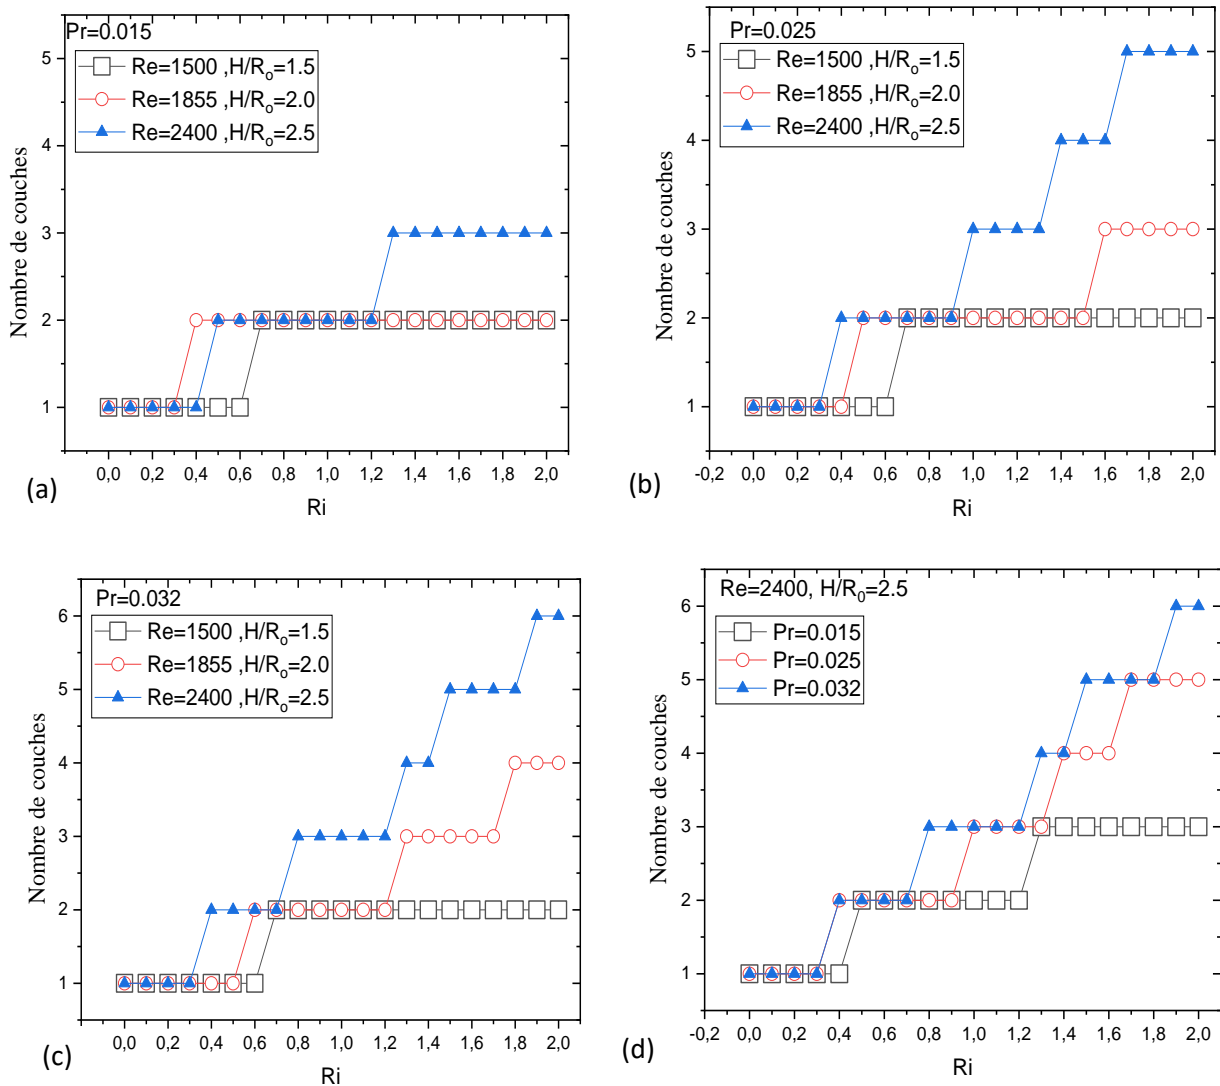 Pr=0.015
Re=1500 ,H/Ro=1.5
Re=1855 ,H/Ro=2.0
Re=2400 ,H/Ro=2.5
Nombre de couches
5
4
3
2
1
0,0 0,2 0,4 0,6 0,8 1,0 1,2 1,4 1,6 1,8 2,0
Ri
(a)
Pr=0.025
Re=1500 ,H/Ro=1.5
Re=1855 ,H/Ro=2.0
Re=2400 ,H/Ro=2.5
Nombre de couches
5
4
3
2
1
-0,2 0,0 0,2 0,4 0,6 0,8 1,0 1,2 1,4 1,6 1,8 2,0
Ri
(b)
Pr=0.032
Re=1500 ,H/Ro=1.5
Re=1855 ,H/Ro=2.0
Re=2400 ,H/Ro=2.5
Nombre de couches
6
5
4
3
2
1
0,0 0,2 0,4 0,6 0,8 1,0 1,2 1,4 1,6 1,8 2,0
Ri
(c)
Re=2400, H/R0=2.5
Pr=0.015
Pr=0.025
Pr=0.032
Nombre de couches
6
5
4
3
2
1
-0,2 0,0 0,2 0,4 0,6 0,8 1,0 1,2 1,4 1,6 1,8 2,0
Ri
(d)